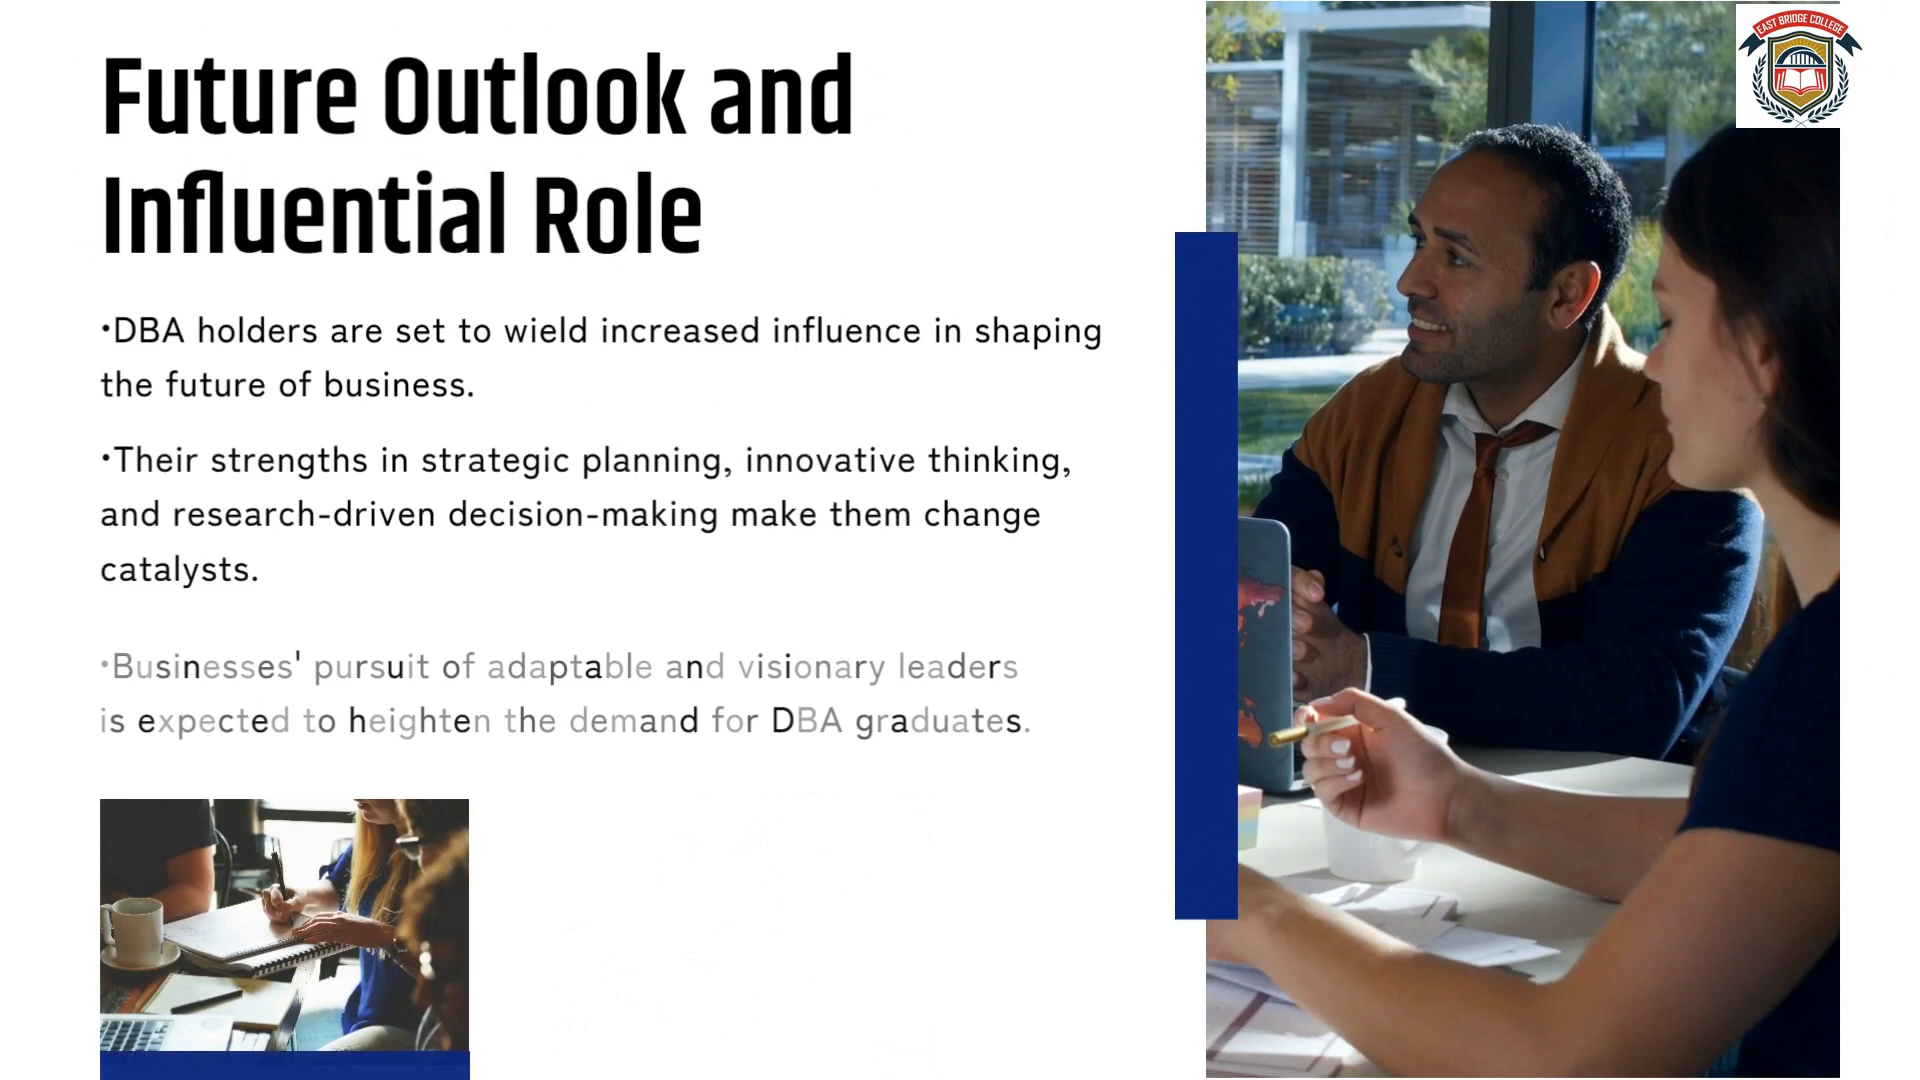 EAST BRIDGE COLLEGE
Future Outlook and
Influential Role
•DBA holders are set to wield increased influence in shaping
the future of business.
•Their strengths in strategic planning, innovative thinking,
and research-driven decision-making make them change
catalysts.
•Businesses' pursuit of adaptable and visionary leaders
is expected to heighten the demand for DBA graduates.